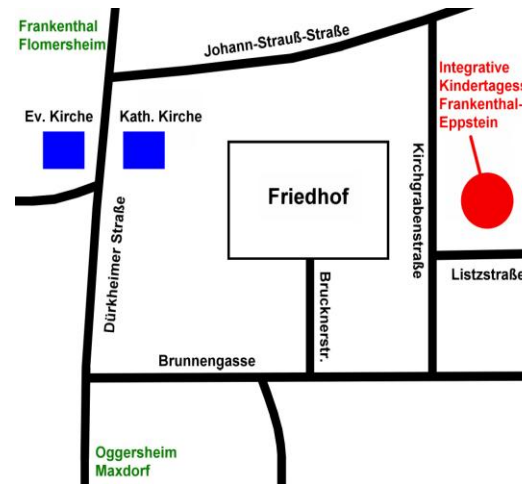 Frankenthal
Flomersheim
Johann-Strauß-Straße
Integrative
Kindertagess
Frankenthal-
Eppstein
Ev. Kirche
Kath. Kirche
Friedhof
Kirchgrabenstraße
Dürkheimer Straße
Brucknerstr.
Listzstraße
Brunnengasse
Oggersheim
Maxdorf